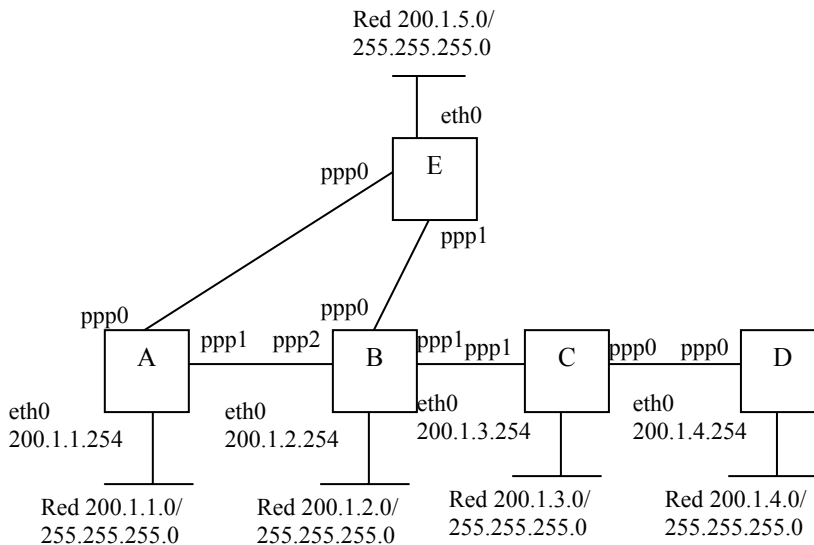 Red 200.1.5.0/
255.255.255.0
eth0
E
ppp0
ppp1
ppp0
ppp0
A
ppp1
ppp2
B
ppp1
ppp1
C
ppp0
ppp0
D
eth0
200.1.1.254
eth0
200.1.2.254
eth0
200.1.3.254
eth0
200.1.4.254
Red 200.1.1.0/
255.255.255.0
Red 200.1.2.0/
255.255.255.0
Red 200.1.3.0/
255.255.255.0
Red 200.1.4.0/
255.255.255.0